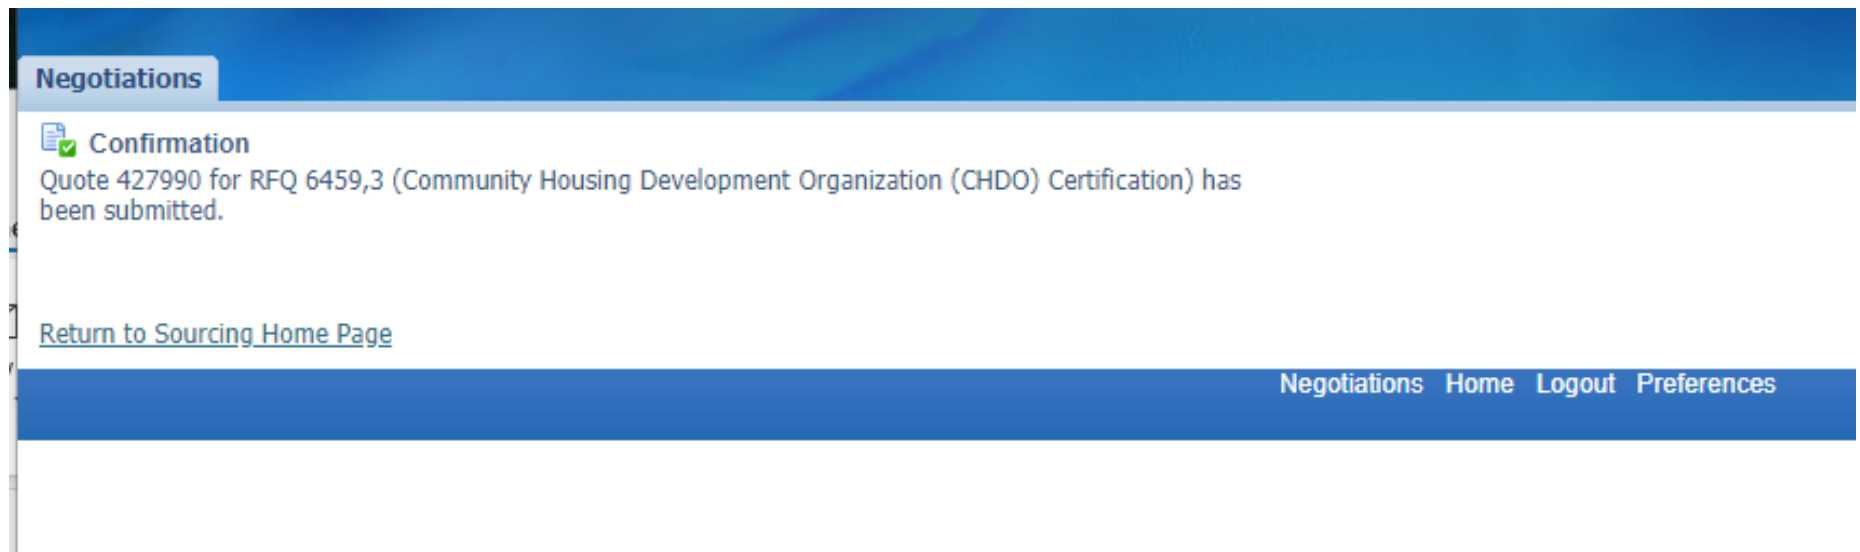 Negotiations
Confirmation
Quote 427990 for RFQ 6459,3 (Community Housing Development Organization (CHDO) Certification) has
been submitted.
Return to Sourcing Home Page
Negotiations Home Logout Preferences